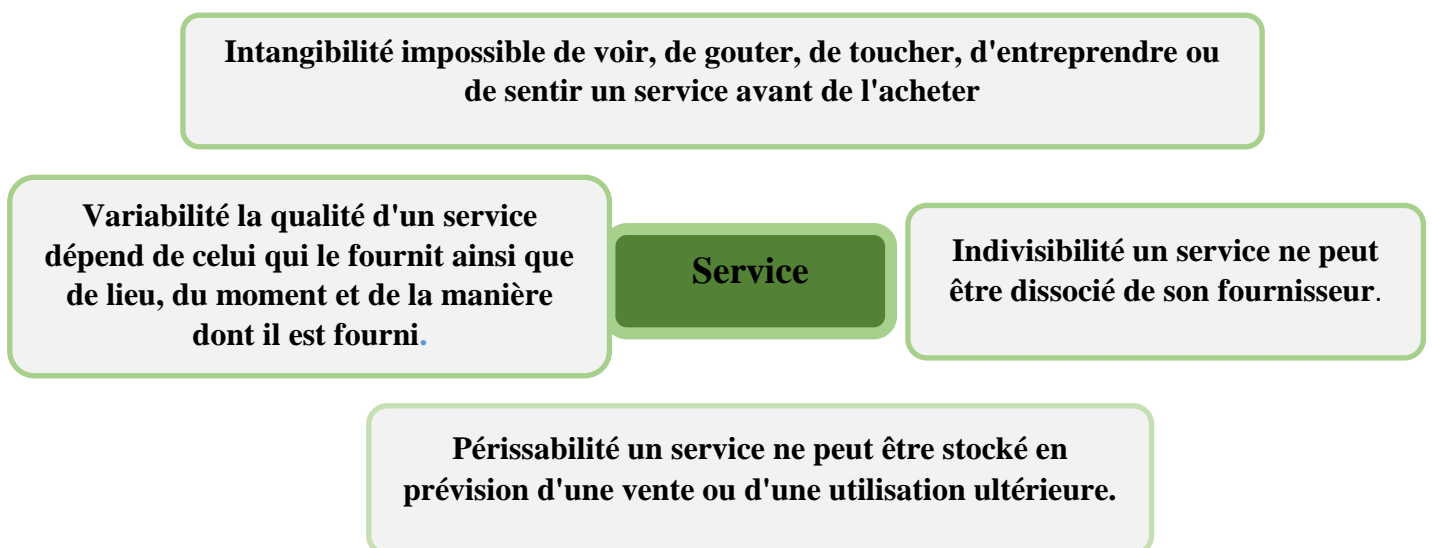 Intangibilité impossible de voir, de gouter, de toucher, d'entreprendre ou
de sentir un service avant de l'acheter
Variabilité la qualité d'un service
dépend de celui qui le fournit ainsi que
de lieu, du moment et de la manière
dont il est fourni.
Service
Indivisibilité un service ne peut
être dissocié de son fournisseur.
Périssabilité un service ne peut être stocké en
prévision d'une vente ou d'une utilisation ultérieure.